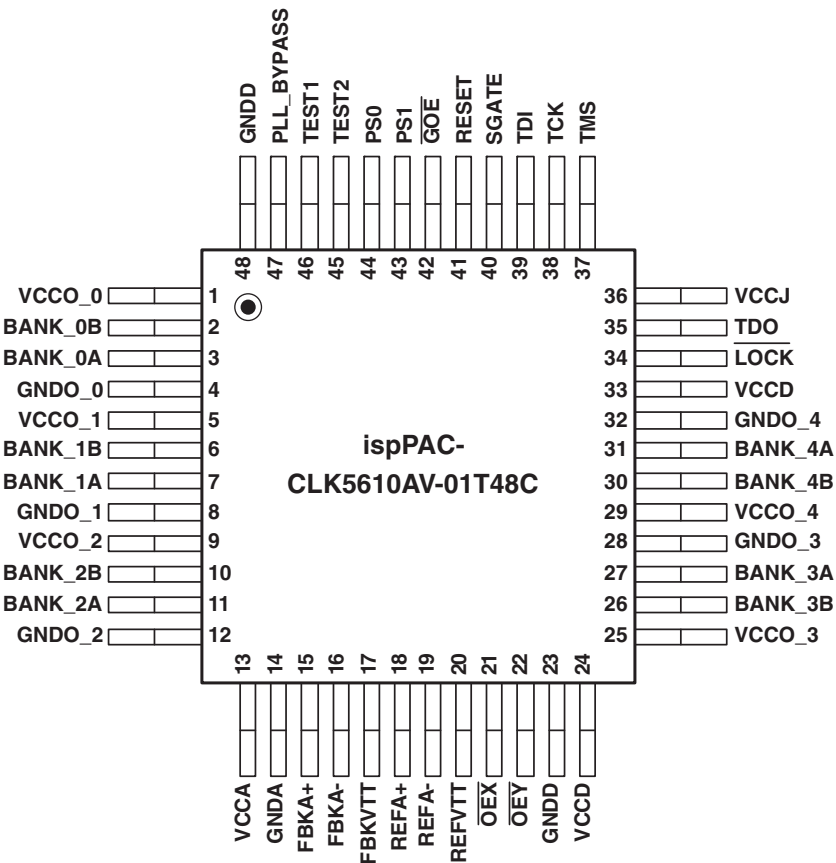 GNDD
PLL_BYPASS
TEST1
TEST2
PS0
PS1
GOE
RESET
SGATE
TDI
TCK
TMS
48 47 46 45 44 43 42 41 40 39 38 37
VCCO_0 1
BANK_0B 2
BANK_0A 3
GNDO_0 4
VCCO_1 5
BANK_1B 6
BANK_1A 7
GNDO_1 8
VCCO_2 9
BANK_2B 10
BANK_2A 11
GNDO_2 12
ispPAC-
CLK5610AV-01T48C
36 VCCJ
35 TDO
34 LOCK
33 VCCD
32 GNDO_4
31 BANK_4A
30 BANK_4B
29 VCCO_4
28 GNDO_3
27 BANK_3A
26 BANK_3B
25 VCCO_3
13 14 15 16 17 18 19 20 21 22 23 24
VCCA
GNDA
FBKA+
FBKA-
FBKVTT
REFA+
REFA-
REFVTT
OEX
OEY
GNDD
VCCD